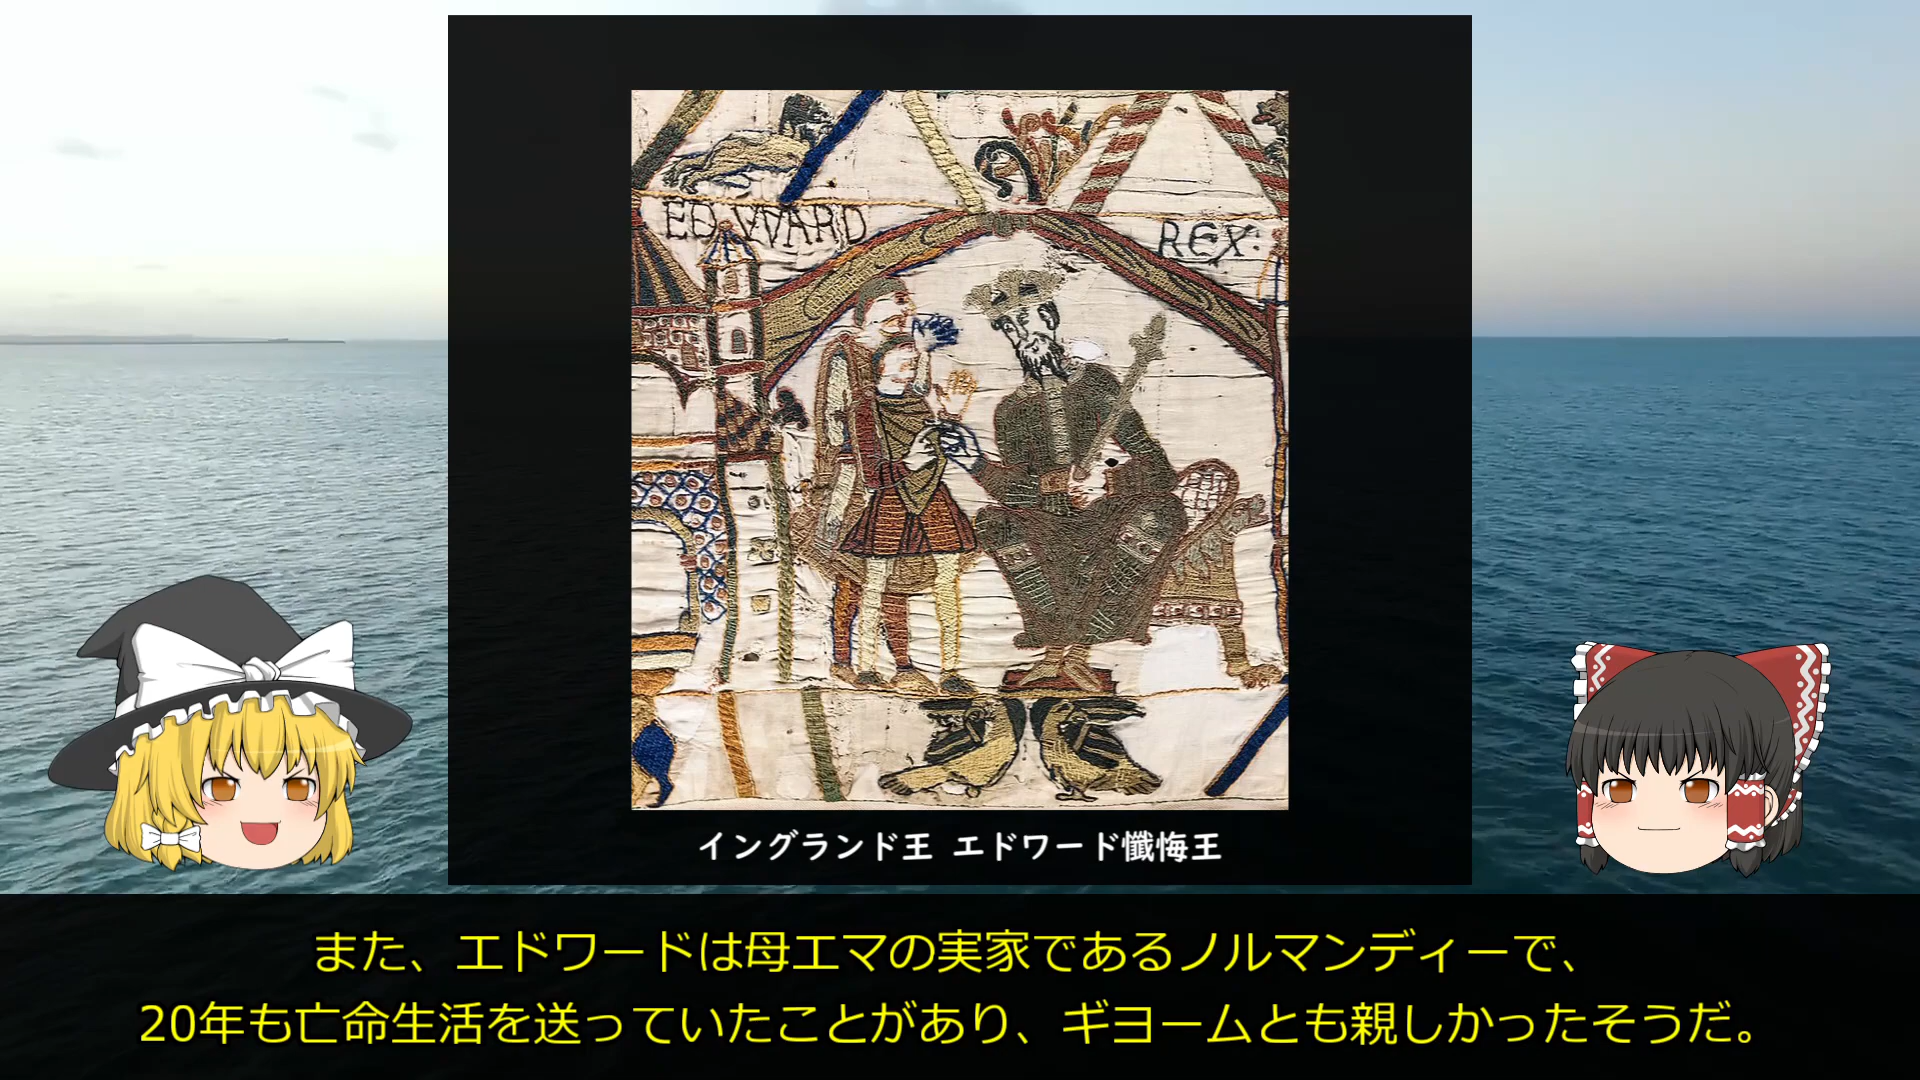 EDVVARD
REX:
イングランド王 エドワード懺悔王
また、エドワードは母エマの実家であるノルマンディーで、
20年も亡命生活を送っていたことがあり、ギヨームとも親しかったそうだ。